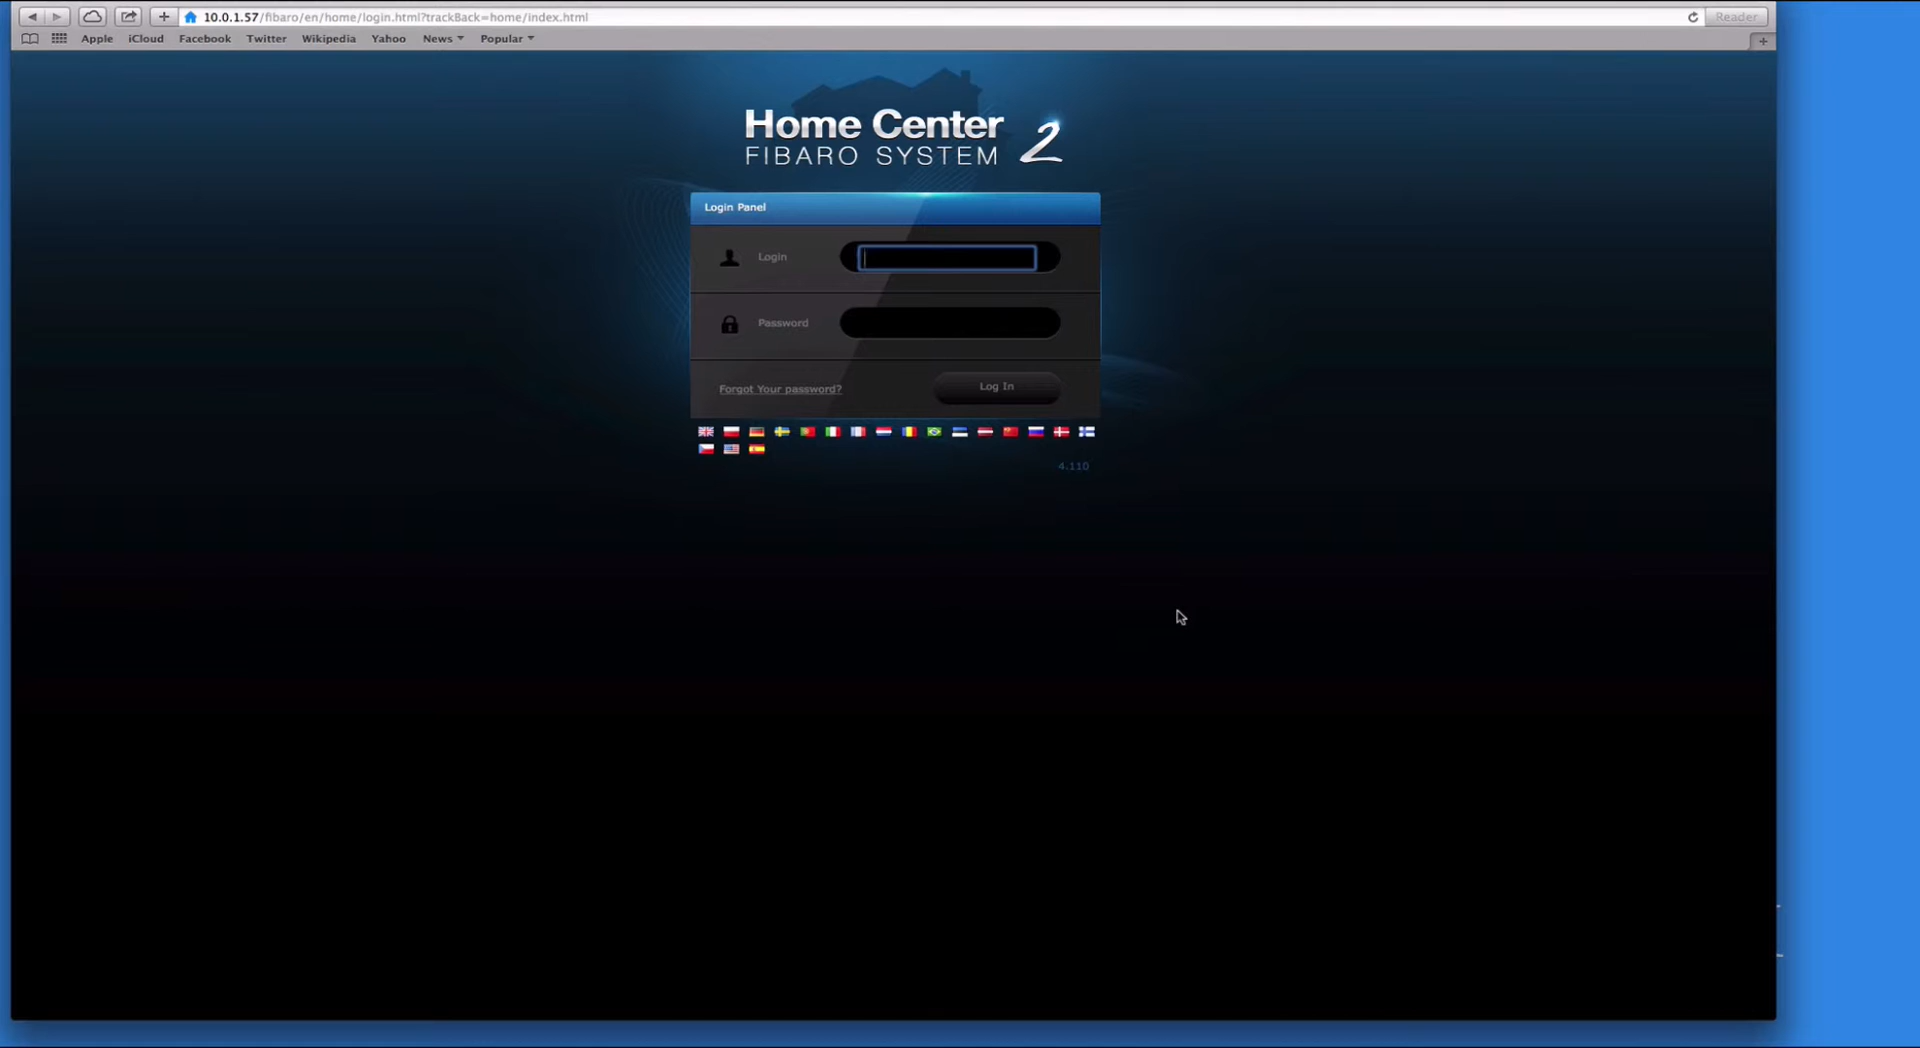 10.0.1.57/fibaro/en/home/login.html?trackBack=home/index.html
Reader
Apple iCloud Facebook Twitter Wikipedia Yahoo News Popular
Home Center 2
FIBARO SYSTEM
Login Panel
Login
Password
Forgot Your password?
Log In
4.110